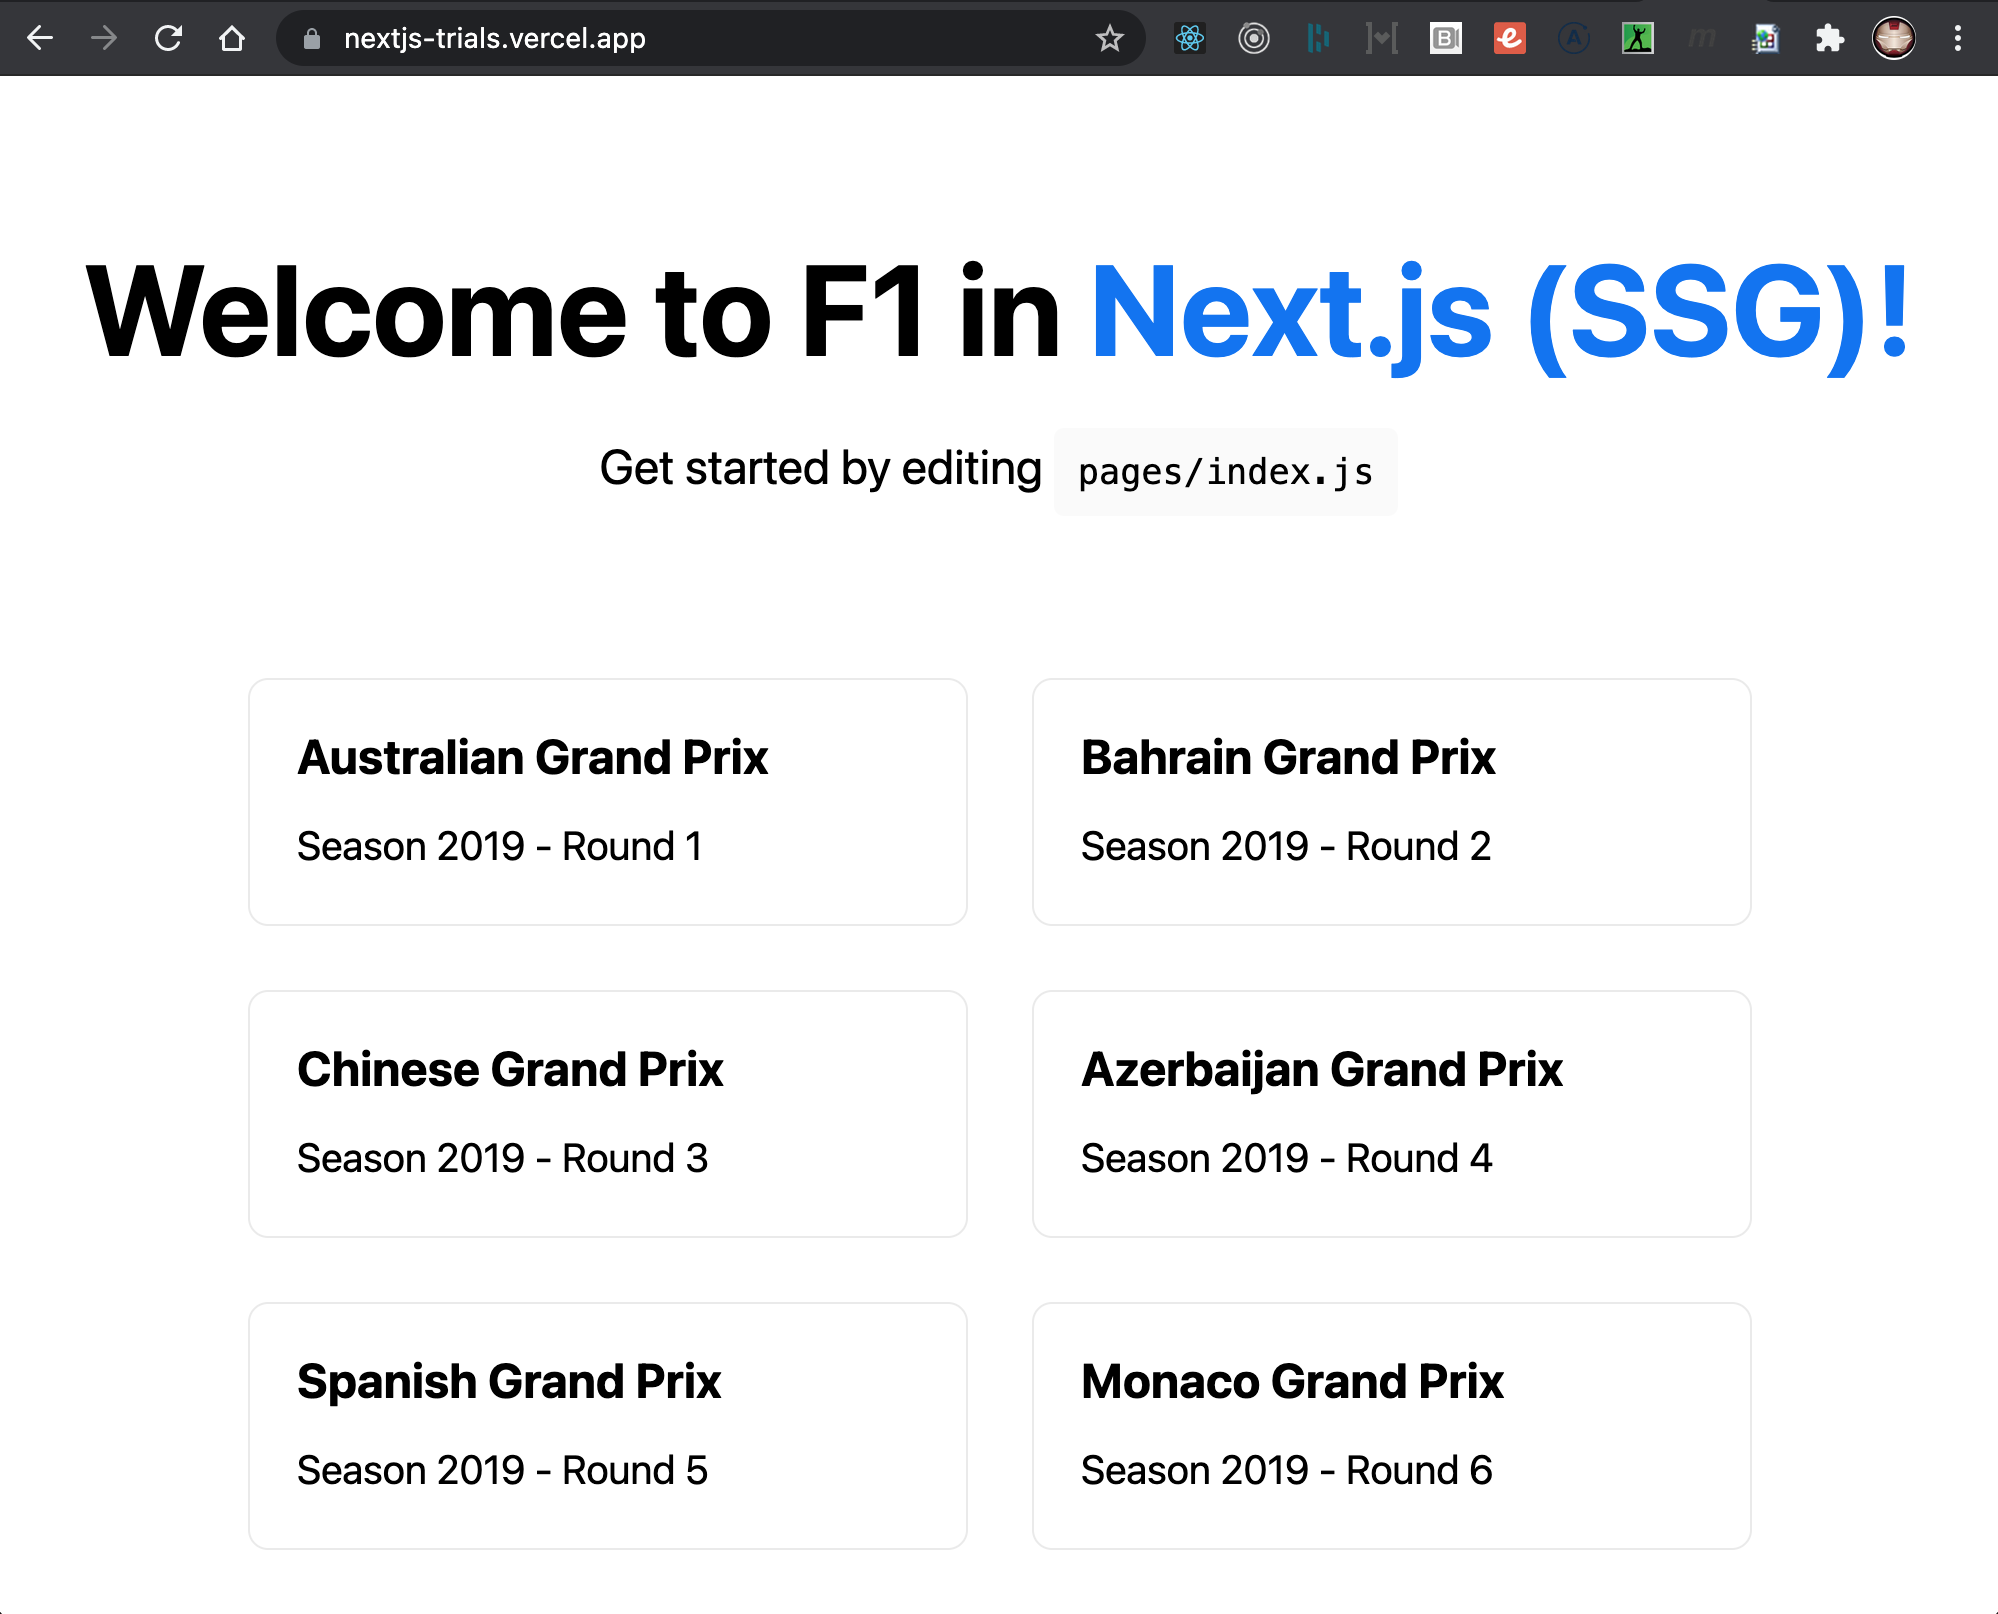 nextjs-trials.vercel.app
Welcome to F1 in Next.js (SSG)!
Get started by editing pages/index.js
Australian Grand Prix
Season 2019 - Round 1
Bahrain Grand Prix
Season 2019 - Round 2
Chinese Grand Prix
Season 2019 - Round 3
Azerbaijan Grand Prix
Season 2019 - Round 4
Spanish Grand Prix
Season 2019 - Round 5
Monaco Grand Prix
Season 2019 - Round 6